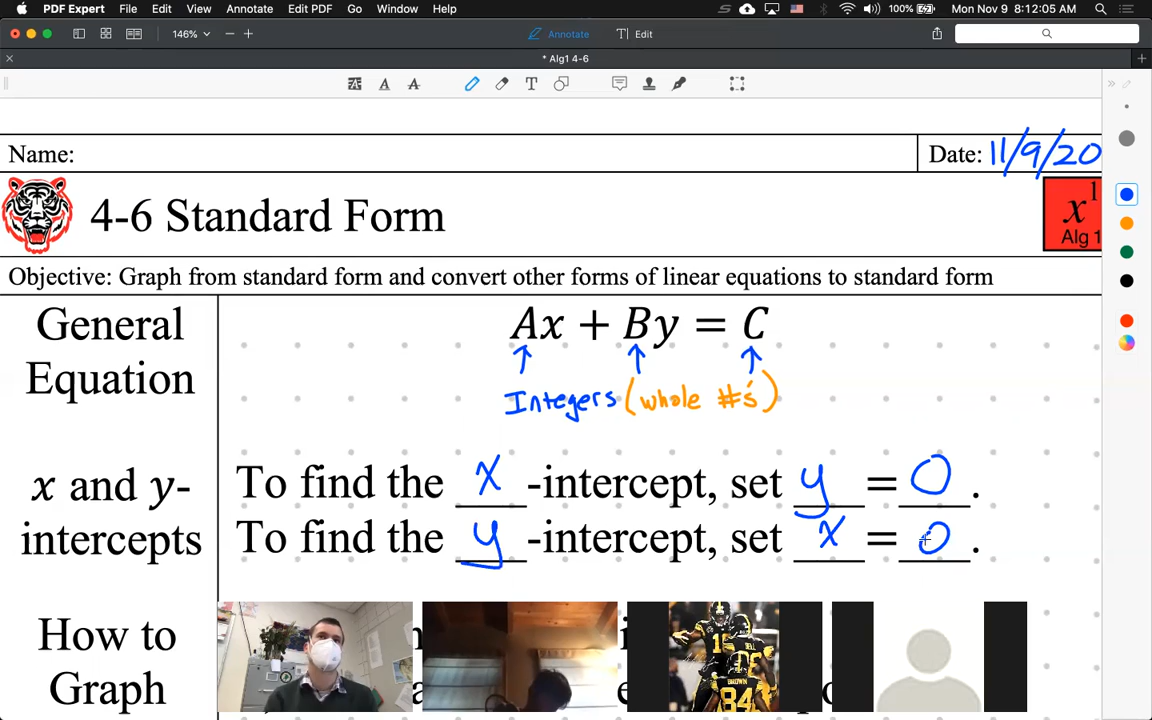 PDF Expert File Edit View Annotate Edit PDF Go Window Help 100% Mon Nov 9 8:12:05 AM
146% Annotate Edit
* Alg1 4-6
Name: Date: 11/9/20
4-6 Standard Form
x1
Alg 1
Objective: Graph from standard form and convert other forms of linear equations to standard form
General Equation
Ax + By = C
Integers (whole #'s)
x and y-intercepts
To find the x -intercept, set y = 0.
To find the y -intercept, set x = 0.
How to Graph
BROWN
84